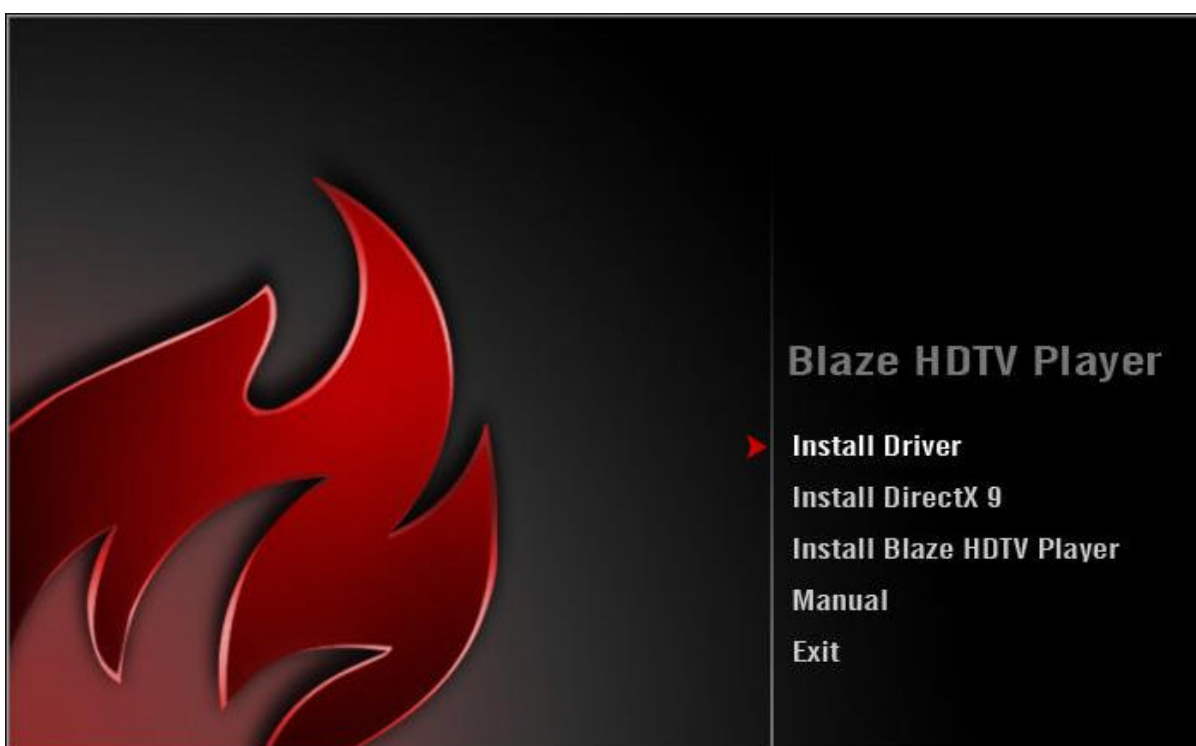 Blaze HDTV Player
Install Driver
Install DirectX 9
Install Blaze HDTV Player
Manual
Exit